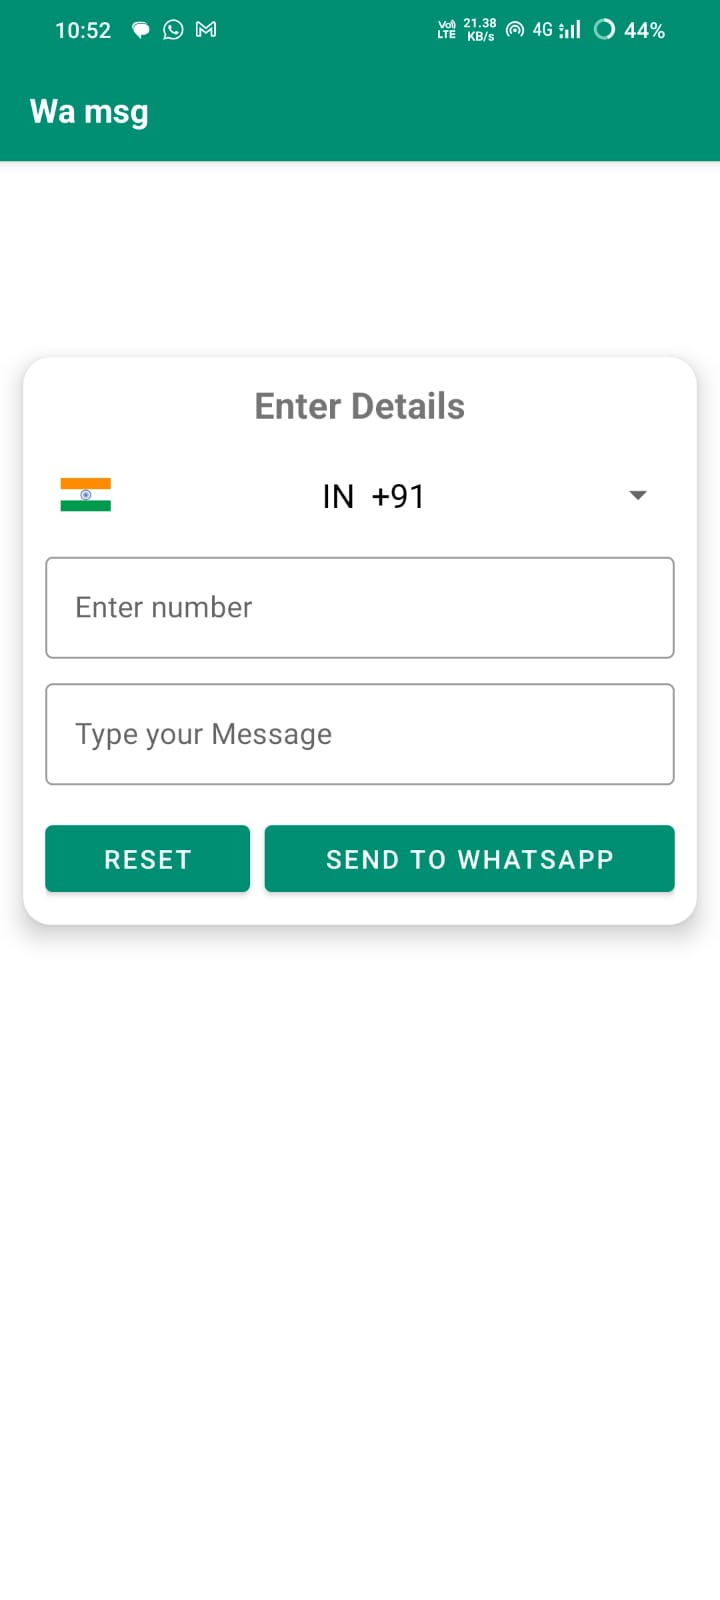 10:52 Vo) LTE 21.38 KB/s 4G 44%
Wa msg
Enter Details
IN +91
Enter number
Type your Message
RESET SEND TO WHATSAPP